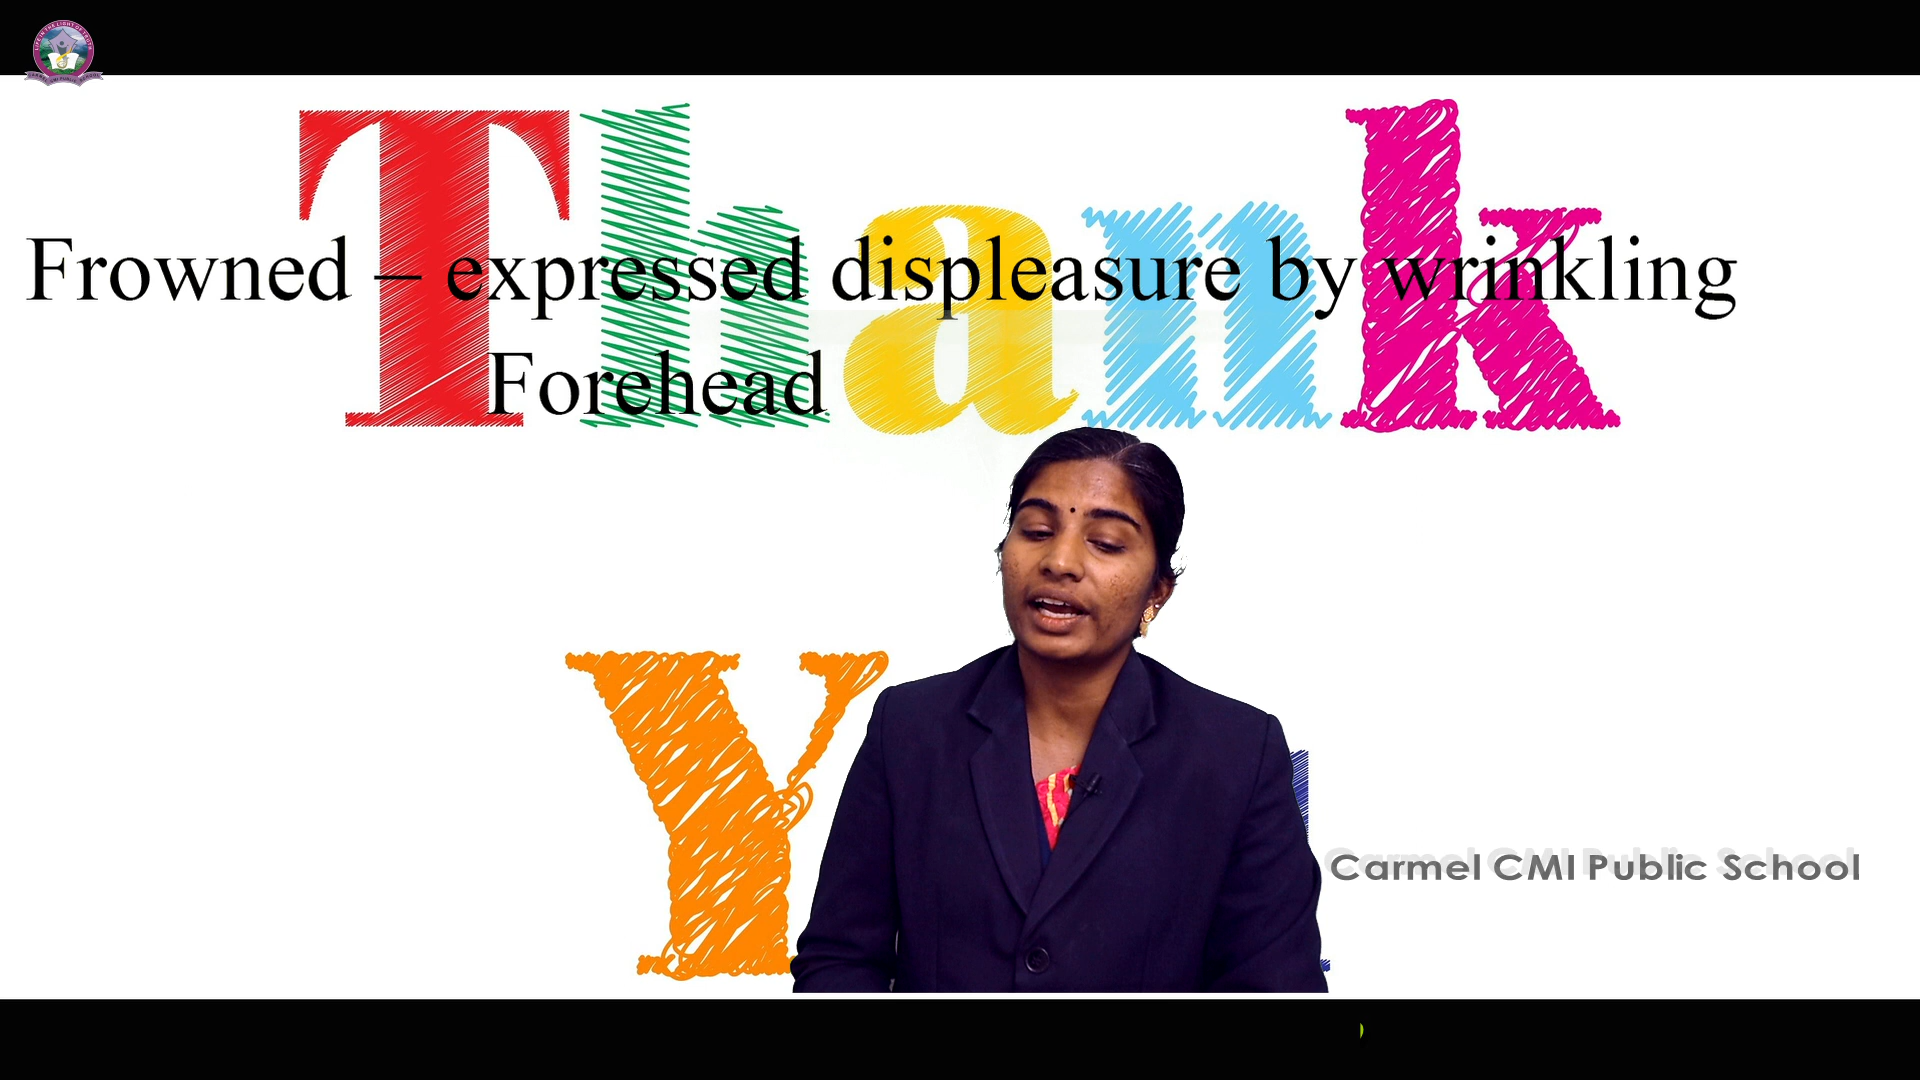 Thank
Frowned – expressed displeasure by wrinkling
Forehead
Y
Carmel CMI Public School